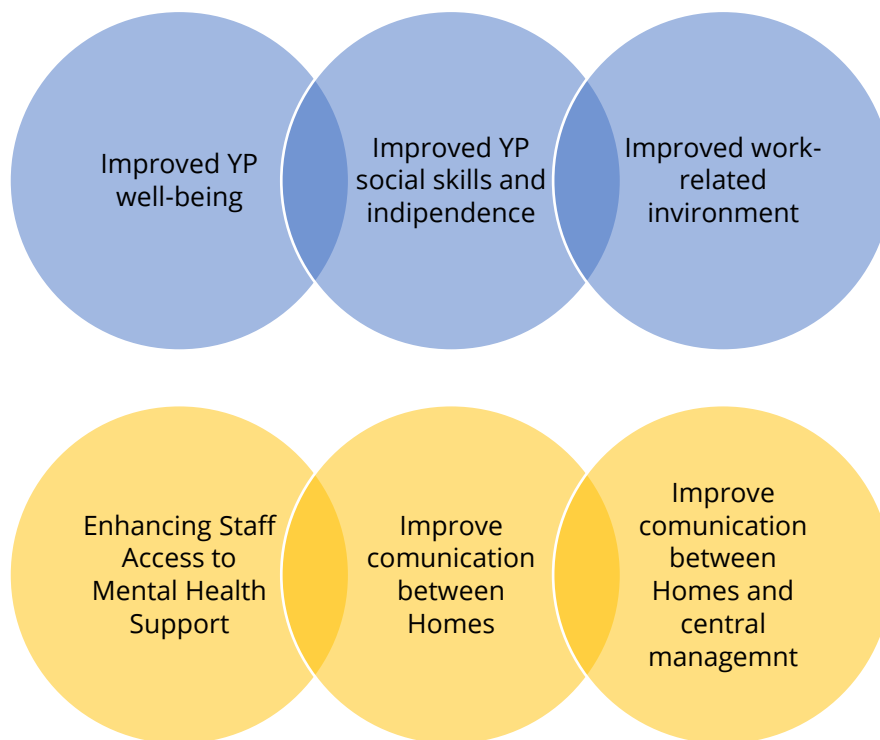 Improved YP
well-being
Improved YP
social skills and
indipendence
Improved work-
related
invironment
Enhancing Staff
Access to
Mental Health
Support
Improve
comunication
between
Homes
Improve
comunication
between
Homes and
central
managemnt